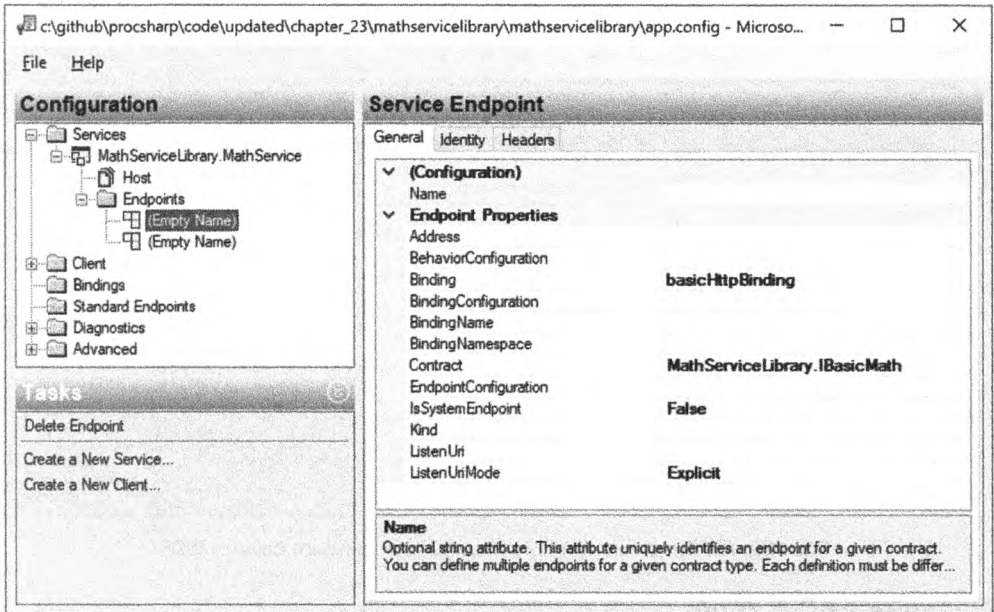 c:\github\procsharp\code\updated\chapter_23\mathservicelibrary\mathservicelibrary\app.config - Microso...
File Help
Configuration
Services
MathServiceLibrary.MathService
Host
Endpoints
(Empty Name)
(Empty Name)
Client
Bindings
Standard Endpoints
Diagnostics
Advanced
Tasks
Delete Endpoint
Create a New Service...
Create a New Client...
Service Endpoint
General Identity Headers
(Configuration)
Name
Endpoint Properties
Address
BehaviorConfiguration
Binding basicHttpBinding
BindingConfiguration
BindingName
BindingNamespace
Contract MathServiceLibrary.IBasicMath
EndpointConfiguration
IsSystemEndpoint False
Kind
ListenUri
ListenUriMode Explicit
Name
Optional string attribute. This attribute uniquely identifies an endpoint for a given contract.
You can define multiple endpoints for a given contract type. Each definition must be differ...